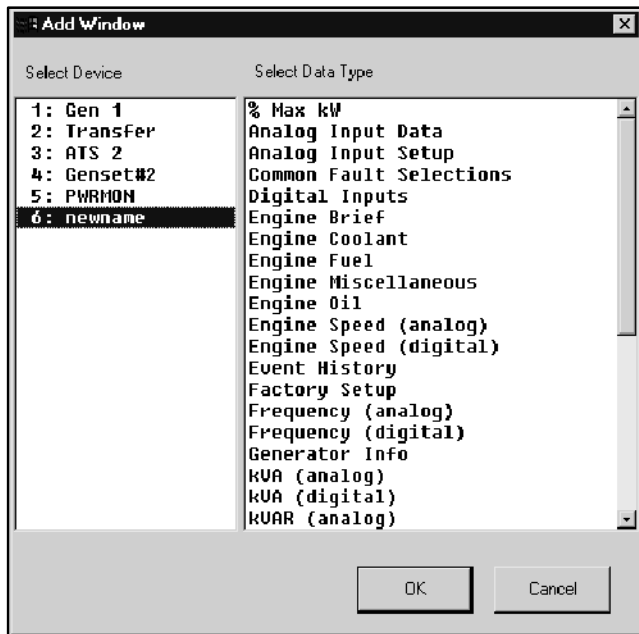 Add Window
Select Device
Select Data Type
1: Gen 1
2: Transfer
3: ATS 2
4: Genset#2
5: PWRMON
6: newname
% Max kW
Analog Input Data
Analog Input Setup
Common Fault Selections
Digital Inputs
Engine Brief
Engine Coolant
Engine Fuel
Engine Miscellaneous
Engine Oil
Engine Speed (analog)
Engine Speed (digital)
Event History
Factory Setup
Frequency (analog)
Frequency (digital)
Generator Info
kVA (analog)
kVA (digital)
kVAR (analog)
OK
Cancel